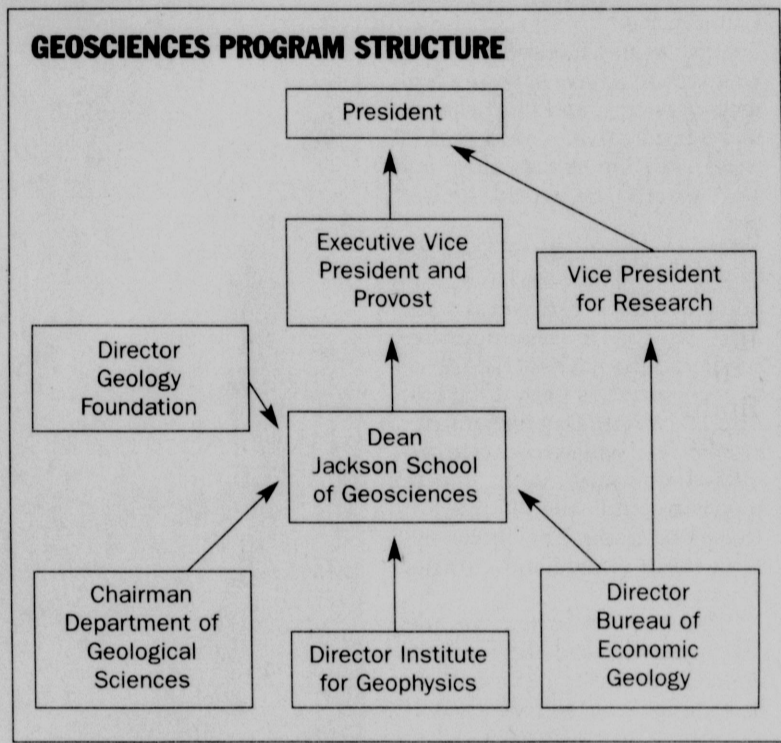 GEOSCIENCES PROGRAM STRUCTURE
President
Executive Vice
President and
Provost
Vice President
for Research
Director
Geology
Foundation
Dean
Jackson School
of Geosciences
Chairman
Department of
Geological
Sciences
Director Institute
for Geophysics
Director
Bureau of
Economic
Geology